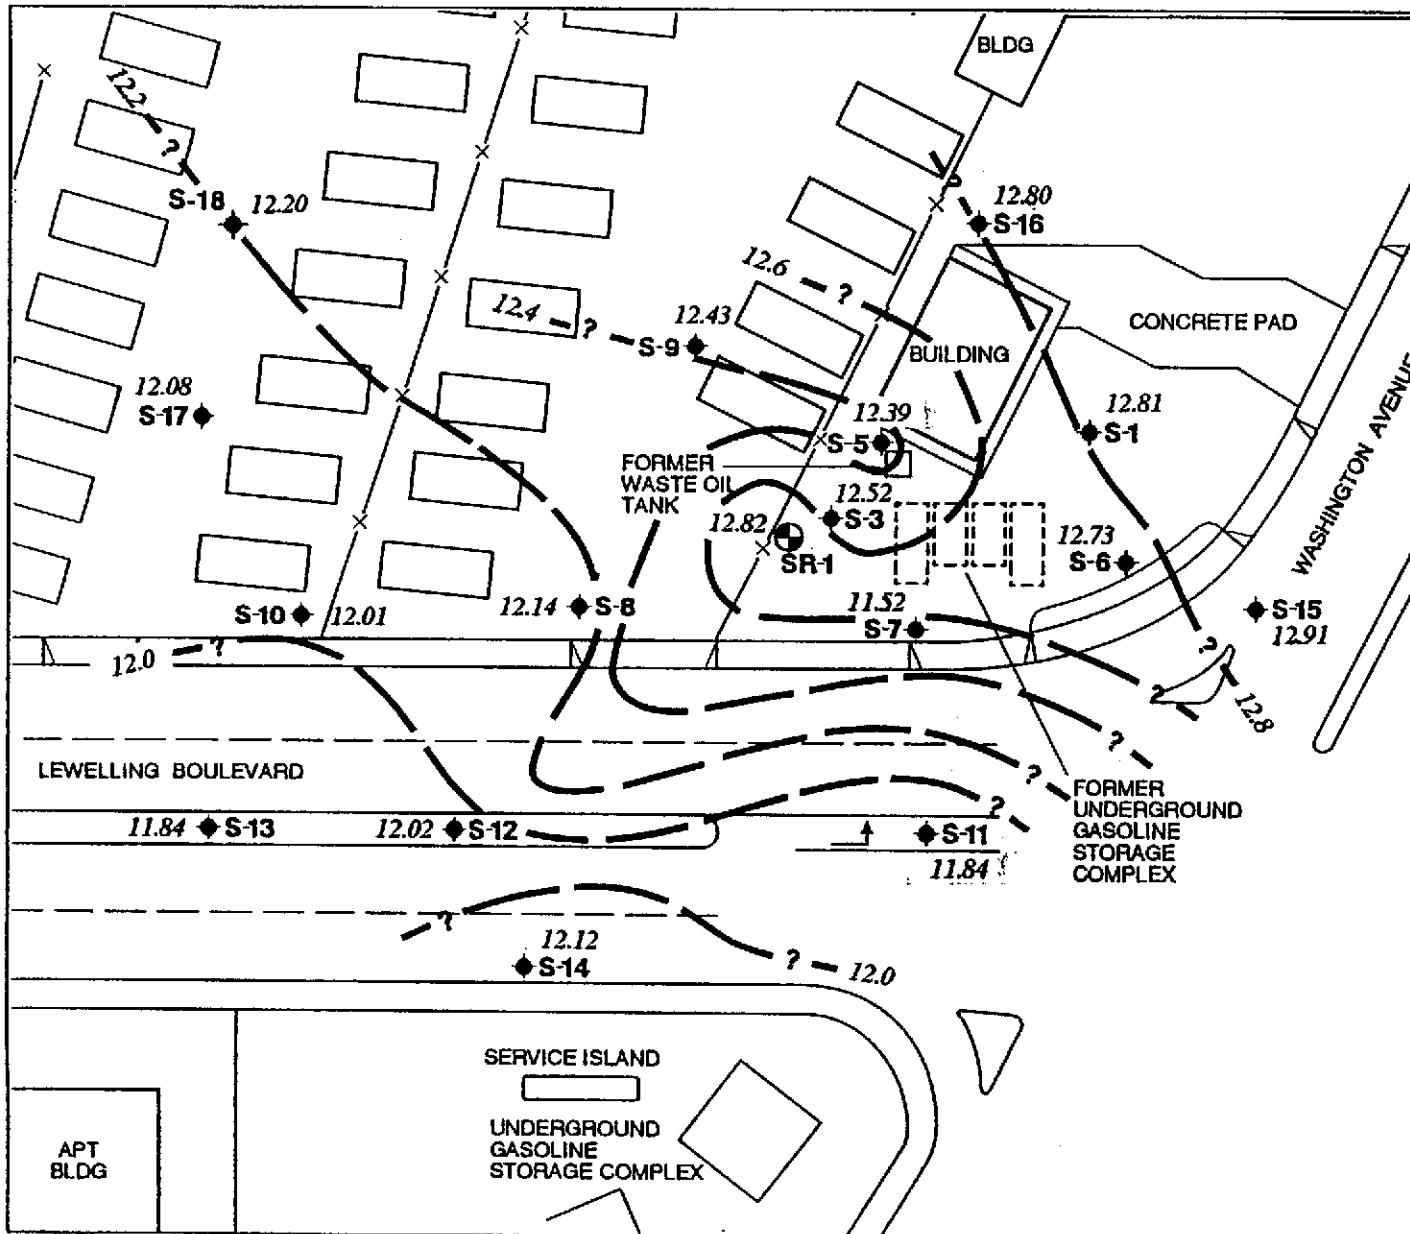 BLDG
12.2
?
S-18
12.20
?
12.80
S-16
12.6
?
12.4
?
12.43
S-9
BUILDING
CONCRETE PAD
WASHINGTON AVENUE
12.08
S-17
12.39
S-5
12.81
S-1
FORMER
WASTE OIL
TANK
12.52
S-3
12.82
SR-1
12.73
S-6
S-10
12.01
12.14
S-8
11.52
S-7
S-15
12.91
12.0
?
?
?
12.8
?
?
?
LEWELLING BOULEVARD
FORMER
UNDERGROUND
GASOLINE
STORAGE
COMPLEX
11.84
S-13
12.02
S-12
S-11
11.84
?
12.12
S-14
?
12.0
SERVICE ISLAND
UNDERGROUND
GASOLINE
STORAGE COMPLEX
APT
BLDG